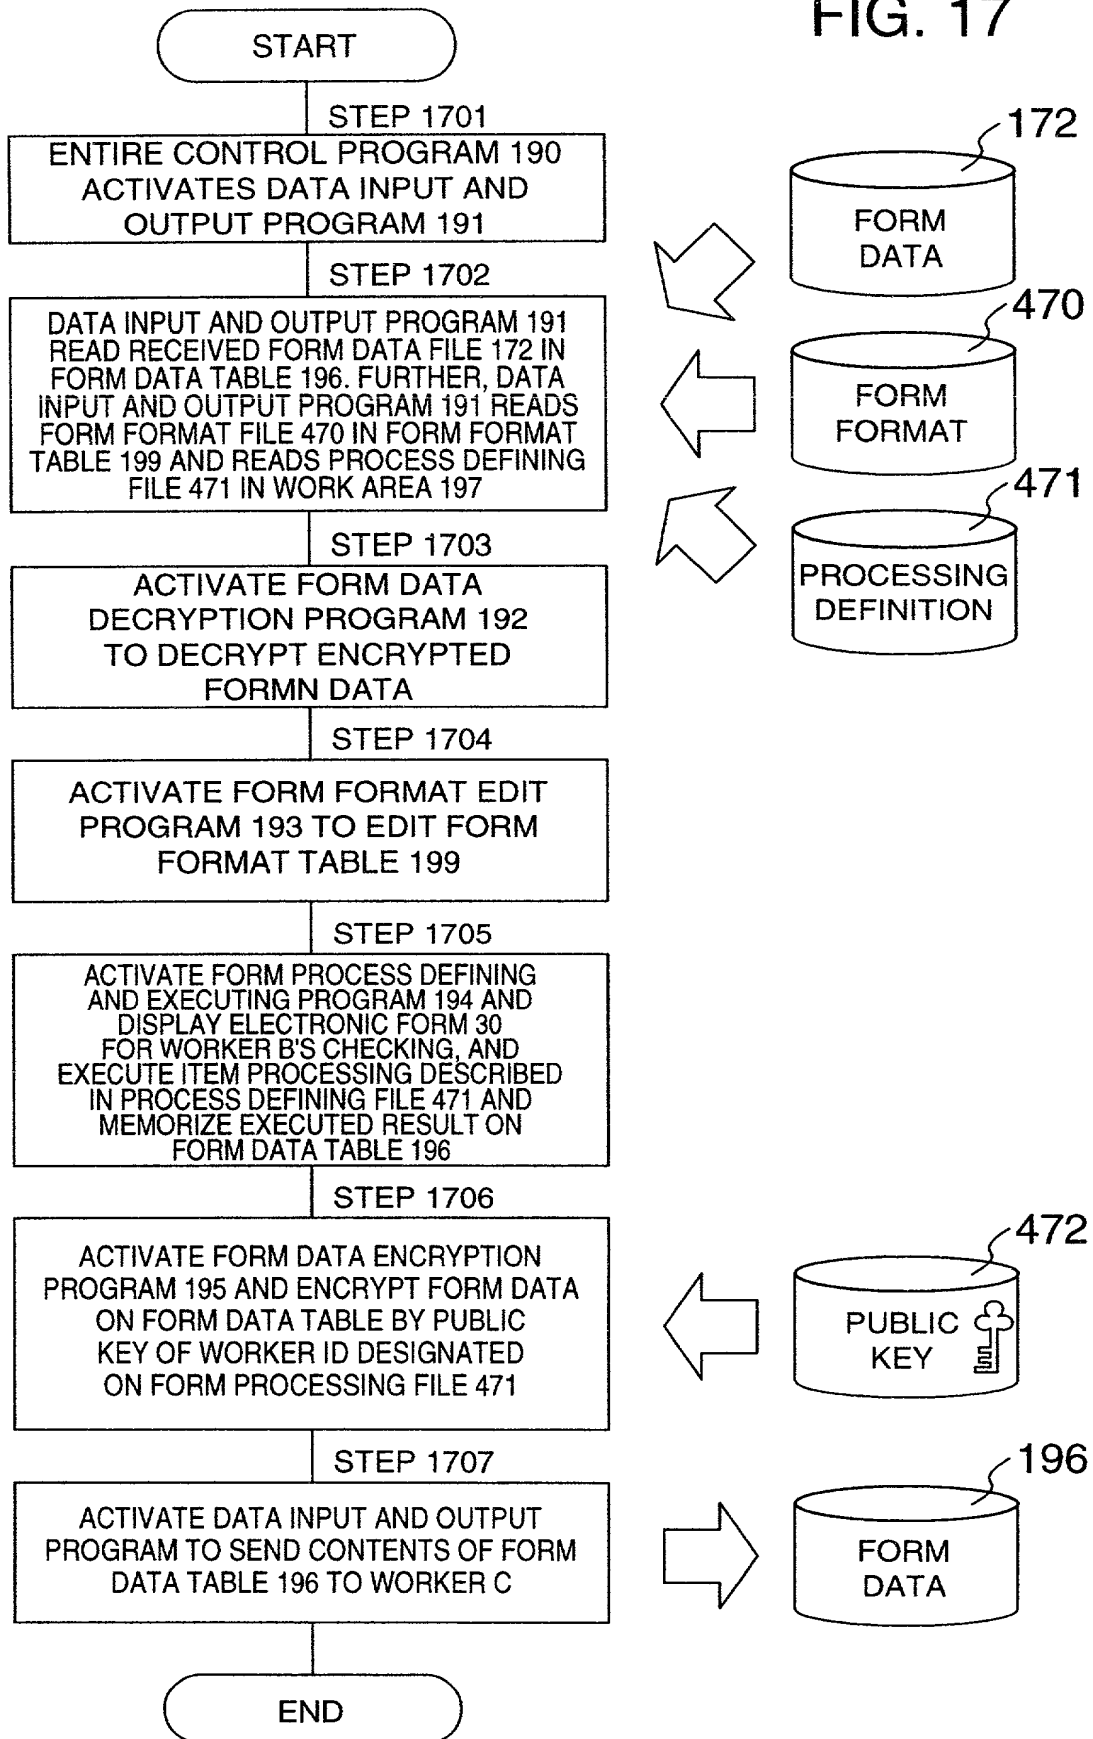 FIG. 17
START
STEP 1701
ENTIRE CONTROL PROGRAM 190
ACTIVATES DATA INPUT AND
OUTPUT PROGRAM 191
172
FORM
DATA
STEP 1702
DATA INPUT AND OUTPUT PROGRAM 191
READ RECEIVED FORM DATA FILE 172 IN
FORM DATA TABLE 196. FURTHER, DATA
INPUT AND OUTPUT PROGRAM 191 READS
FORM FORMAT FILE 470 IN FORM FORMAT
TABLE 199 AND READS PROCESS DEFINING
FILE 471 IN WORK AREA 197
470
FORM
FORMAT
471
PROCESSING
DEFINITION
STEP 1703
ACTIVATE FORM DATA
DECRYPTION PROGRAM 192
TO DECRYPT ENCRYPTED
FORMN DATA
STEP 1704
ACTIVATE FORM FORMAT EDIT
PROGRAM 193 TO EDIT FORM
FORMAT TABLE 199
STEP 1705
ACTIVATE FORM PROCESS DEFINING
AND EXECUTING PROGRAM 194 AND
DISPLAY ELECTRONIC FORM 30
FOR WORKER B'S CHECKING, AND
EXECUTE ITEM PROCESSING DESCRIBED
IN PROCESS DEFINING FILE 471 AND
MEMORIZE EXECUTED RESULT ON
FORM DATA TABLE 196
STEP 1706
ACTIVATE FORM DATA ENCRYPTION
PROGRAM 195 AND ENCRYPT FORM DATA
ON FORM DATA TABLE BY PUBLIC
KEY OF WORKER ID DESIGNATED
ON FORM PROCESSING FILE 471
472
PUBLIC
KEY
STEP 1707
ACTIVATE DATA INPUT AND OUTPUT
PROGRAM TO SEND CONTENTS OF FORM
DATA TABLE 196 TO WORKER C
196
FORM
DATA
END